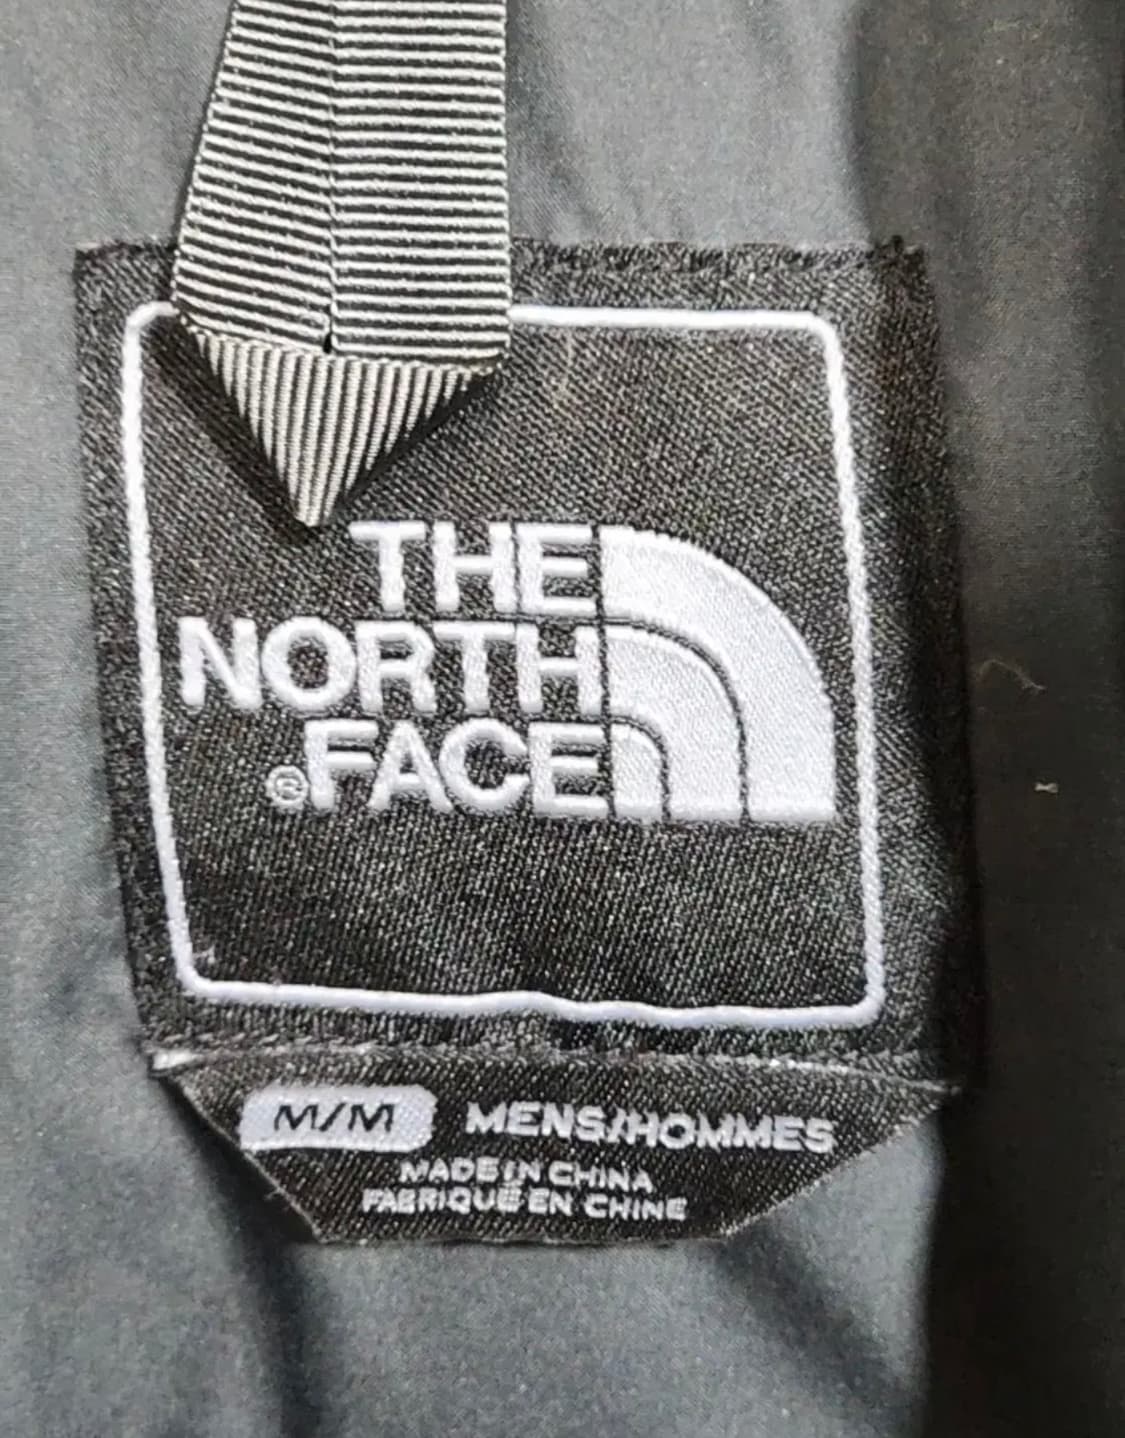 THE
NORTH
FACE
®
M/M MENS/HOMMES
MADE IN CHINA
FABRIQUÉ EN CHINE